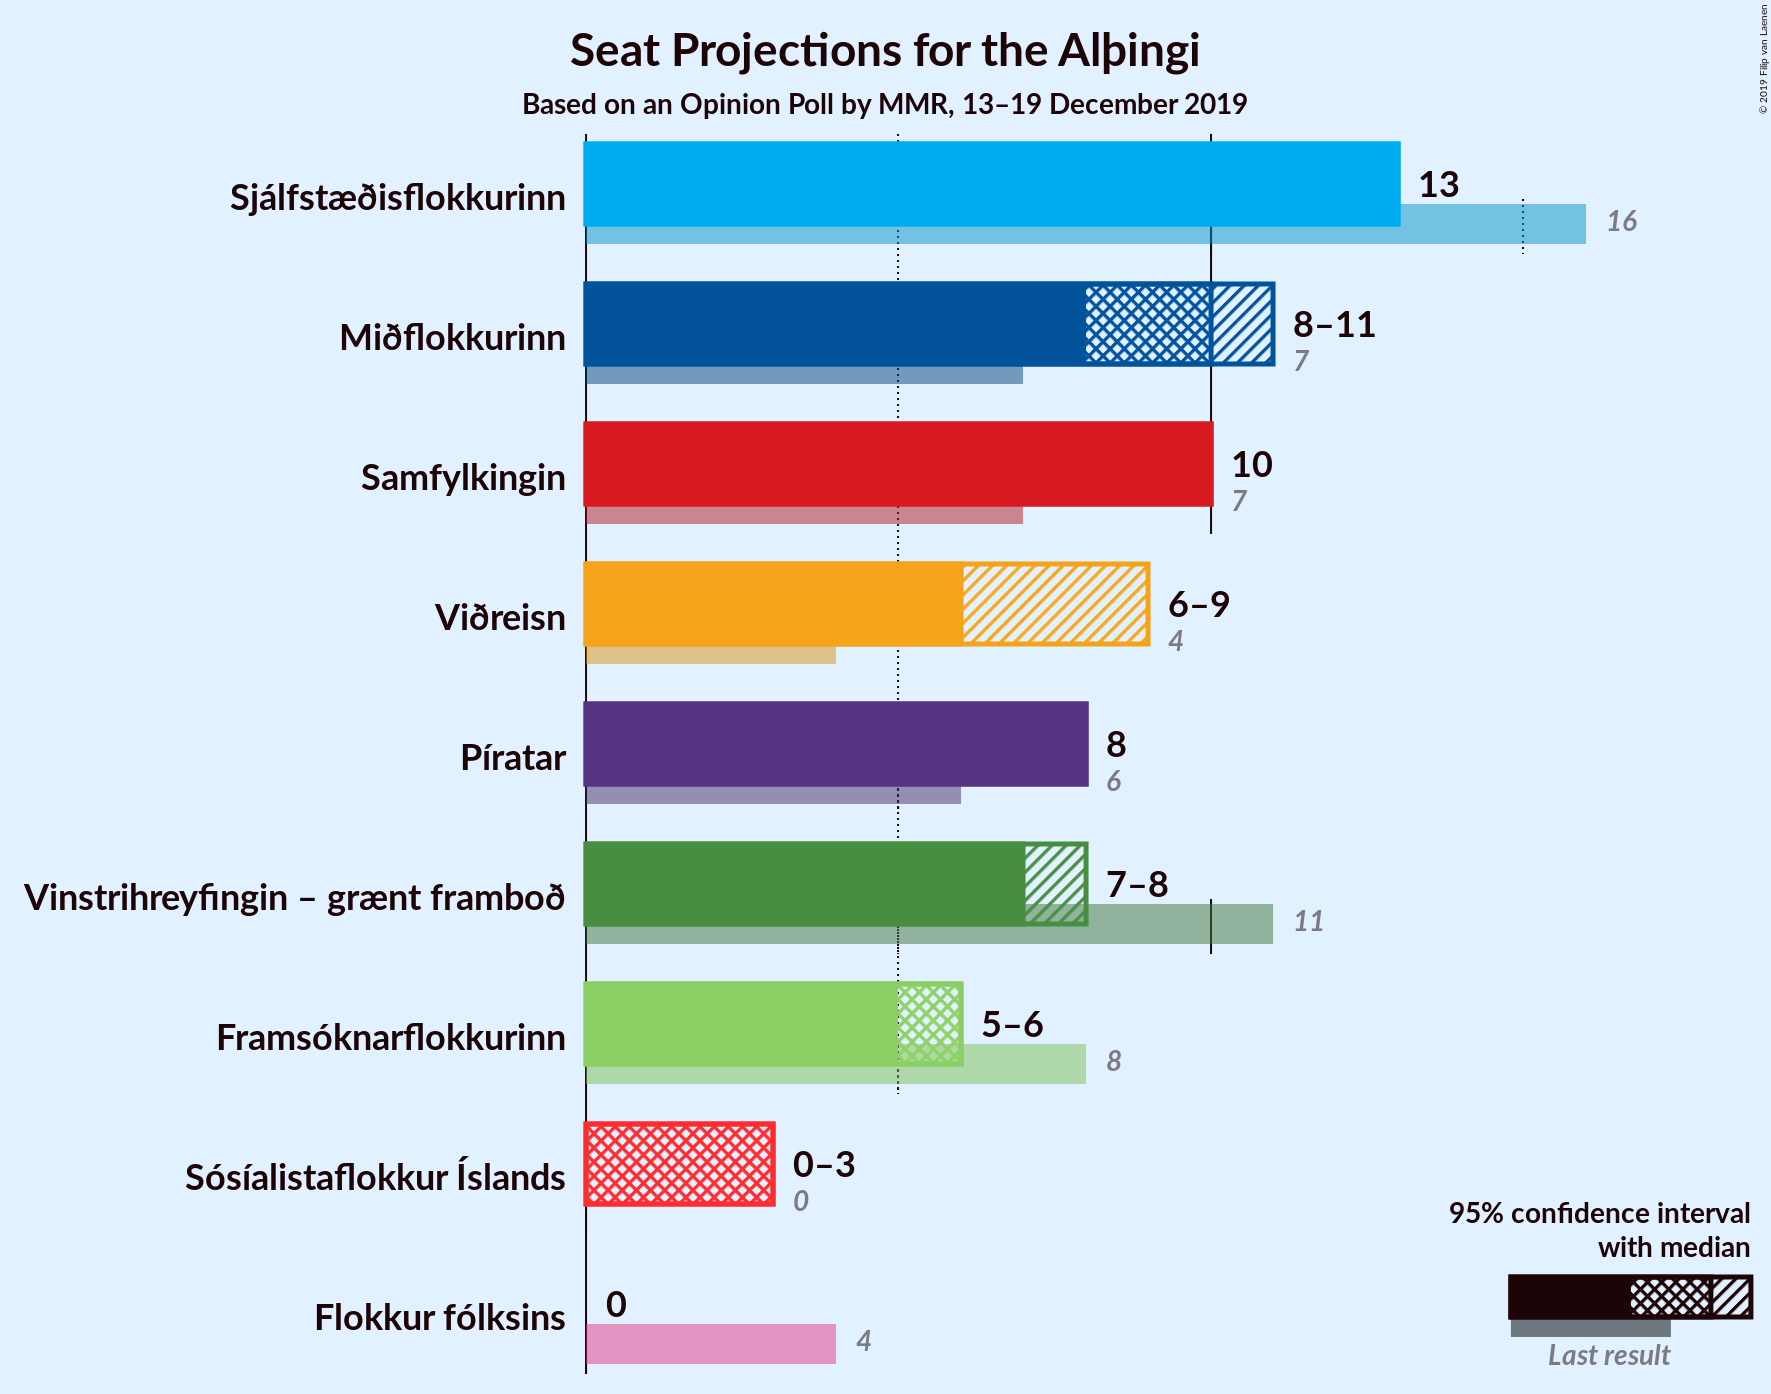 Seat Projections for the Alþingi
Based on an Opinion Poll by MMR, 13–19 December 2019
© 2019 Filip van Laenen
Sjálfstæðisflokkurinn
13
16
Miðflokkurinn
8–11
7
Samfylkingin
10
7
Viðreisn
6–9
4
Píratar
8
6
Vinstrihreyfingin – grænt framboð
7–8
11
Framsóknarflokkurinn
5–6
8
Sósíalistaflokkur Íslands
0–3
0
Flokkur fólksins
0
4
95% confidence interval
with median
Last result